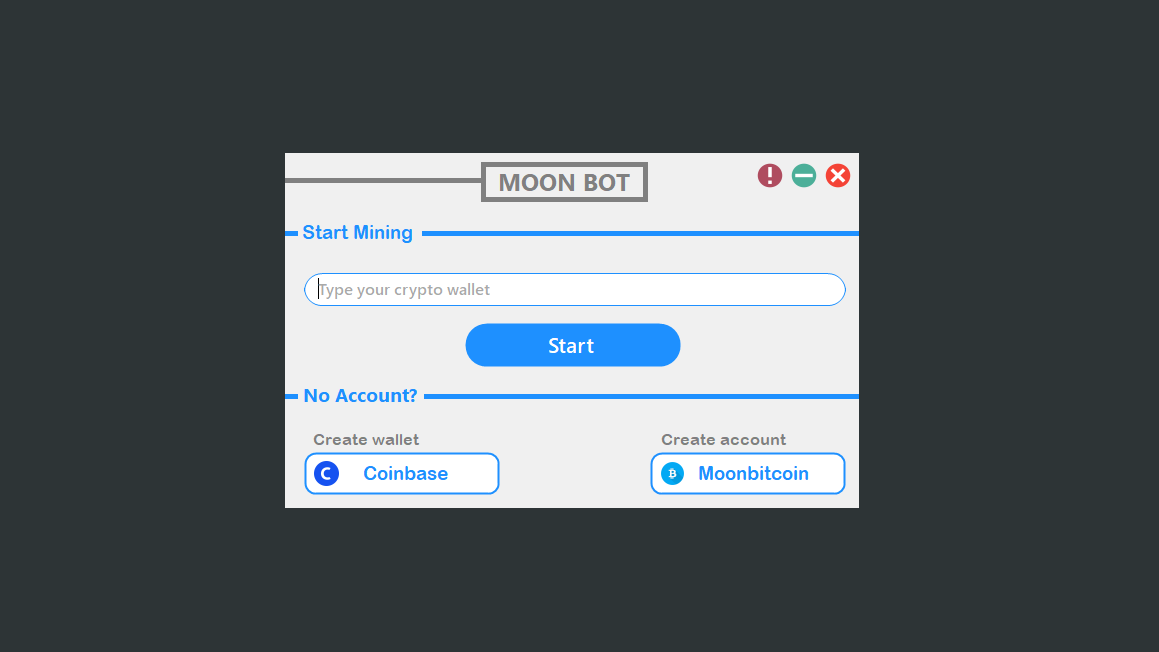 MOON BOT
Start Mining
Type your crypto wallet
Start
No Account?
Create wallet
Create account
Coinbase
Moonbitcoin